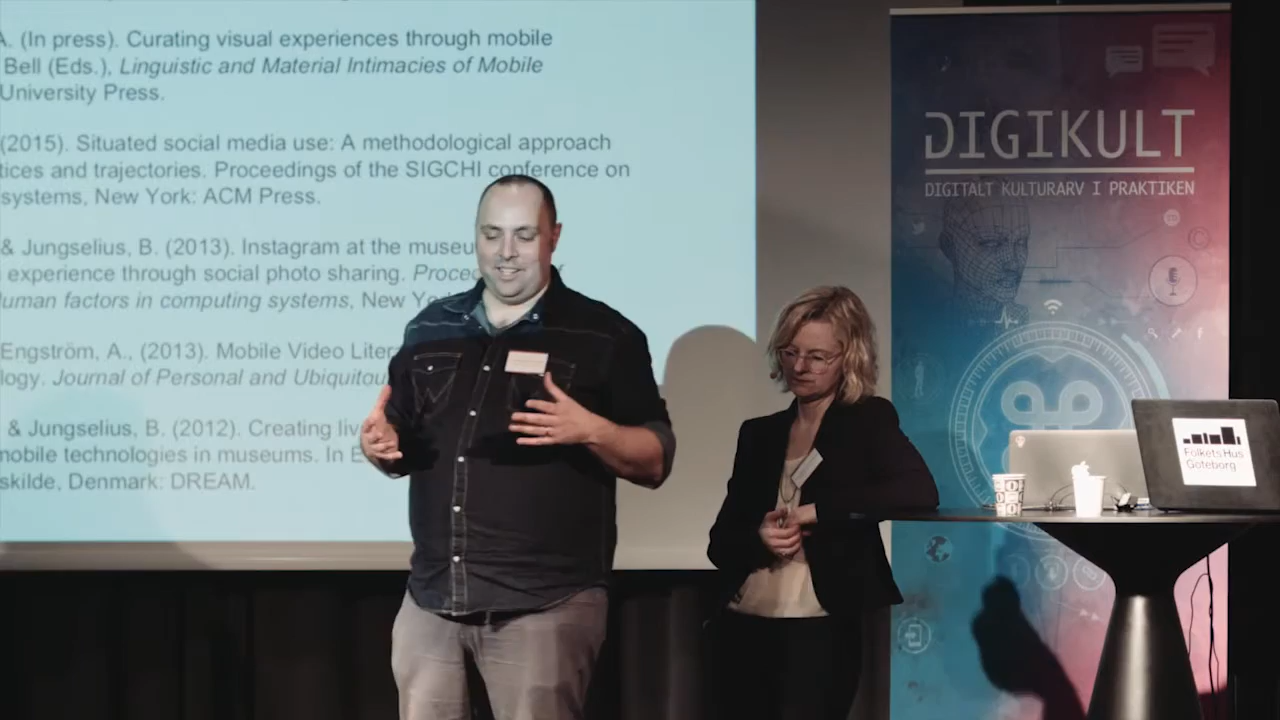 A. (In press). Curating visual experiences through mobile
Bell (Eds.), Linguistic and Material Intimacies of Mobile
University Press.
(2015). Situated social media use: A methodological approach
tices and trajectories. Proceedings of the SIGCHI conference on
systems, New York: ACM Press.
& Jungselius, B. (2013). Instagram at the museu
experience through social photo sharing. Proce
uman factors in computing systems, New Yo
Engström, A., (2013). Mobile Video Liter
logy. Journal of Personal and Ubiquitou
& Jungselius, B. (2012). Creating liv
mobile technologies in museums. In E
skilde, Denmark: DREAM.
DIGIKULT
DIGITALT KULTURARV I PRAKTIKEN
Folkets Hus
Göteborg